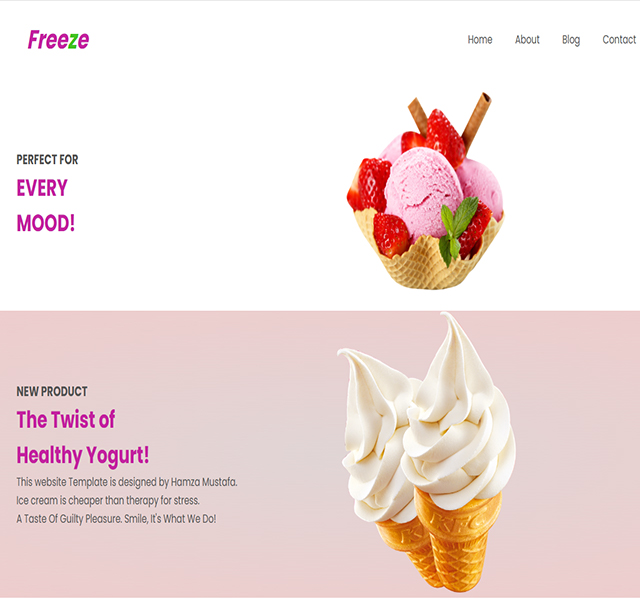 Freeze
Home About Blog Contact
PERFECT FOR
EVERY
MOOD!
NEW PRODUCT
The Twist of
Healthy Yogurt!
This website Template is designed by Hamza Mustafa.
Ice cream is cheaper than therapy for stress.
A Taste Of Guilty Pleasure. Smile, It's What We Do!